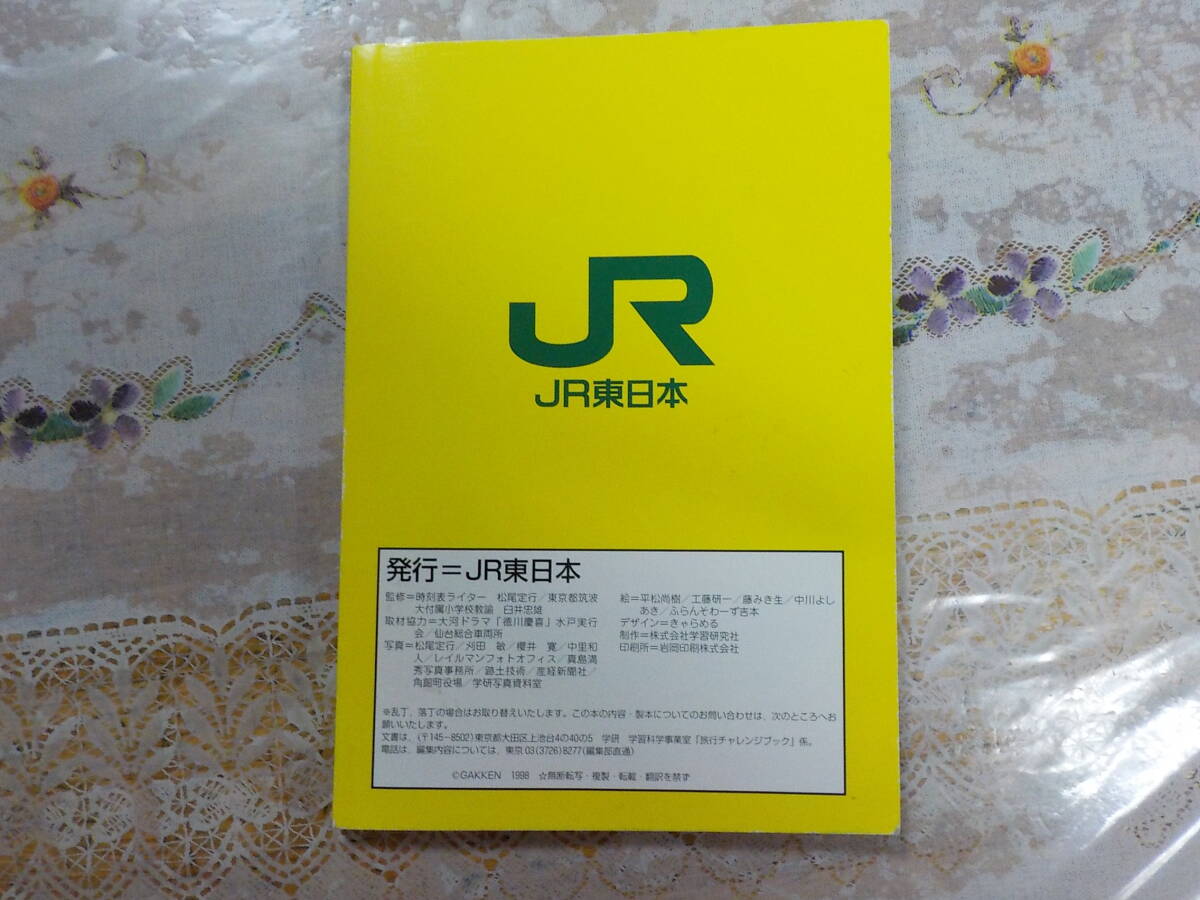 JR
JR東日本
発行＝JR東日本
監修＝時刻表ライター 松尾定行／東京都筑波
大付属小学校教諭 臼井忠雄
取材協力＝大河ドラマ「徳川慶喜」水戸実行
会／仙台総合車両所
写真＝松尾定行／刈田 敏／櫻井 寛／中里和
人／レイルマンフォトオフィス／真島満
秀写真事務所／跡土技術／産経新聞社／
角館町役場／学研写真資料室
絵＝平松尚樹／工藤研一／藤みき生／中川よし
あき／ふらんそわーず吉本
デザイン＝きゃらめる
制作＝株式会社学習研究社
印刷所＝岩岡印刷株式会社
※乱丁、落丁の場合はお取り替えいたします。この本の内容・製本についてのお問い合わせは、次のところへお
願いいたします。
文書は、（〒145-8502）東京都大田区上池台4の40の5 学研 学習科学事業室「旅行チャレンジブック」係。
電話は、編集内容については、東京 03（3726）8277（編集部直通）
©GAKKEN 1998 ☆無断転写・複製・転載・翻訳を禁ず